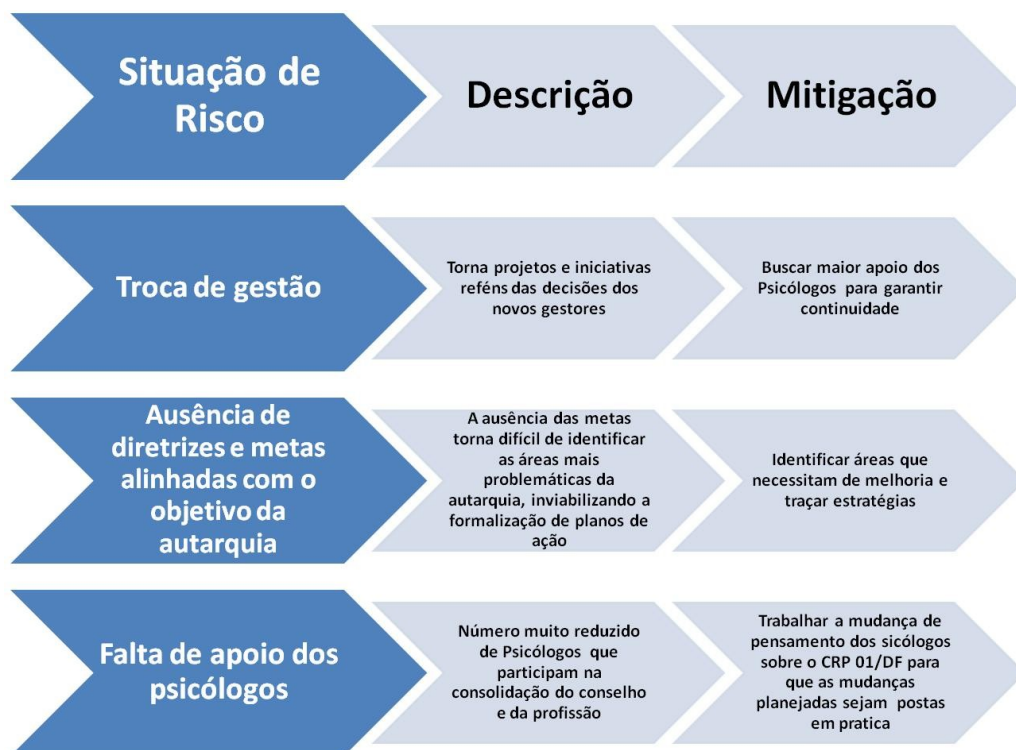 Situação de
Risco
Descrição
Mitigação
Troca de gestão
Torna projetos e iniciativas
reféns das decisões dos
novos gestores
Buscar maior apoio dos
Psicólogos para garantir
continuidade
Ausência de
diretrizes e metas
alinhadas com o
objetivo da
autarquia
A ausência das metas
torna difícil de identificar
as áreas mais
problemáticas da
autarquia, inviabilizando a
formalização de planos de
ação
Identificar áreas que
necessitam de melhoria e
traçar estratégias
Falta de apoio dos
psicólogos
Número muito reduzido
de Psicólogos que
participam na
consolidação do conselho
e da profissão
Trabalhar a mudança de
pensamento dos sicólogos
sobre o CRP 01/DF para
que as mudanças
planejadas sejam postas
em pratica